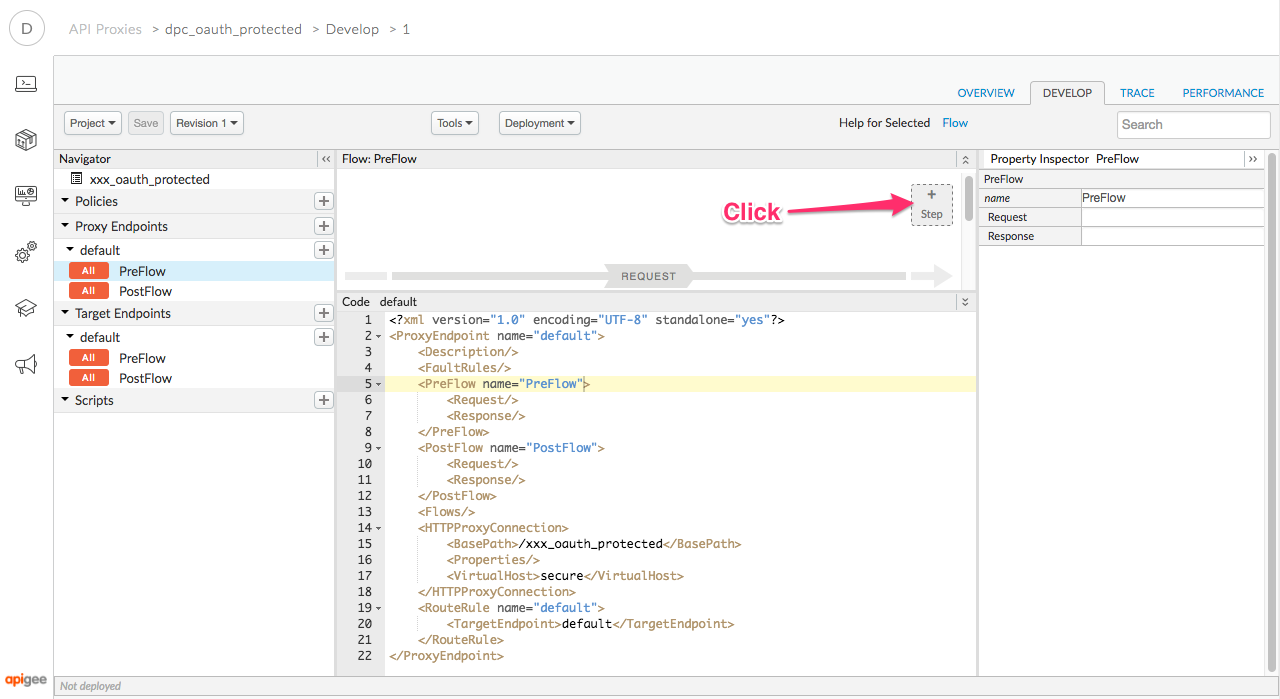 D
API Proxies > dpc_oauth_protected > Develop > 1
OVERVIEW DEVELOP TRACE PERFORMANCE
Project Save Revision 1 Tools Deployment Help for Selected Flow Search
Navigator
xxx_oauth_protected
Policies
Proxy Endpoints
default
All PreFlow
All PostFlow
Target Endpoints
default
All PreFlow
All PostFlow
Scripts
Flow: PreFlow
Click
+
Step
REQUEST
Code default
1 <?xml version="1.0" encoding="UTF-8" standalone="yes"?>
2 <ProxyEndpoint name="default">
3 <Description/>
4 <FaultRules/>
5 <PreFlow name="PreFlow">
6 <Request/>
7 <Response/>
8 </PreFlow>
9 <PostFlow name="PostFlow">
10 <Request/>
11 <Response/>
12 </PostFlow>
13 <Flows/>
14 <HTTPProxyConnection>
15 <BasePath>/xxx_oauth_protected</BasePath>
16 <Properties/>
17 <VirtualHost>secure</VirtualHost>
18 </HTTPProxyConnection>
19 <RouteRule name="default">
20 <TargetEndpoint>default</TargetEndpoint>
21 </RouteRule>
22 </ProxyEndpoint>
Property Inspector PreFlow
PreFlow
name PreFlow
Request
Response
apigee
Not deployed